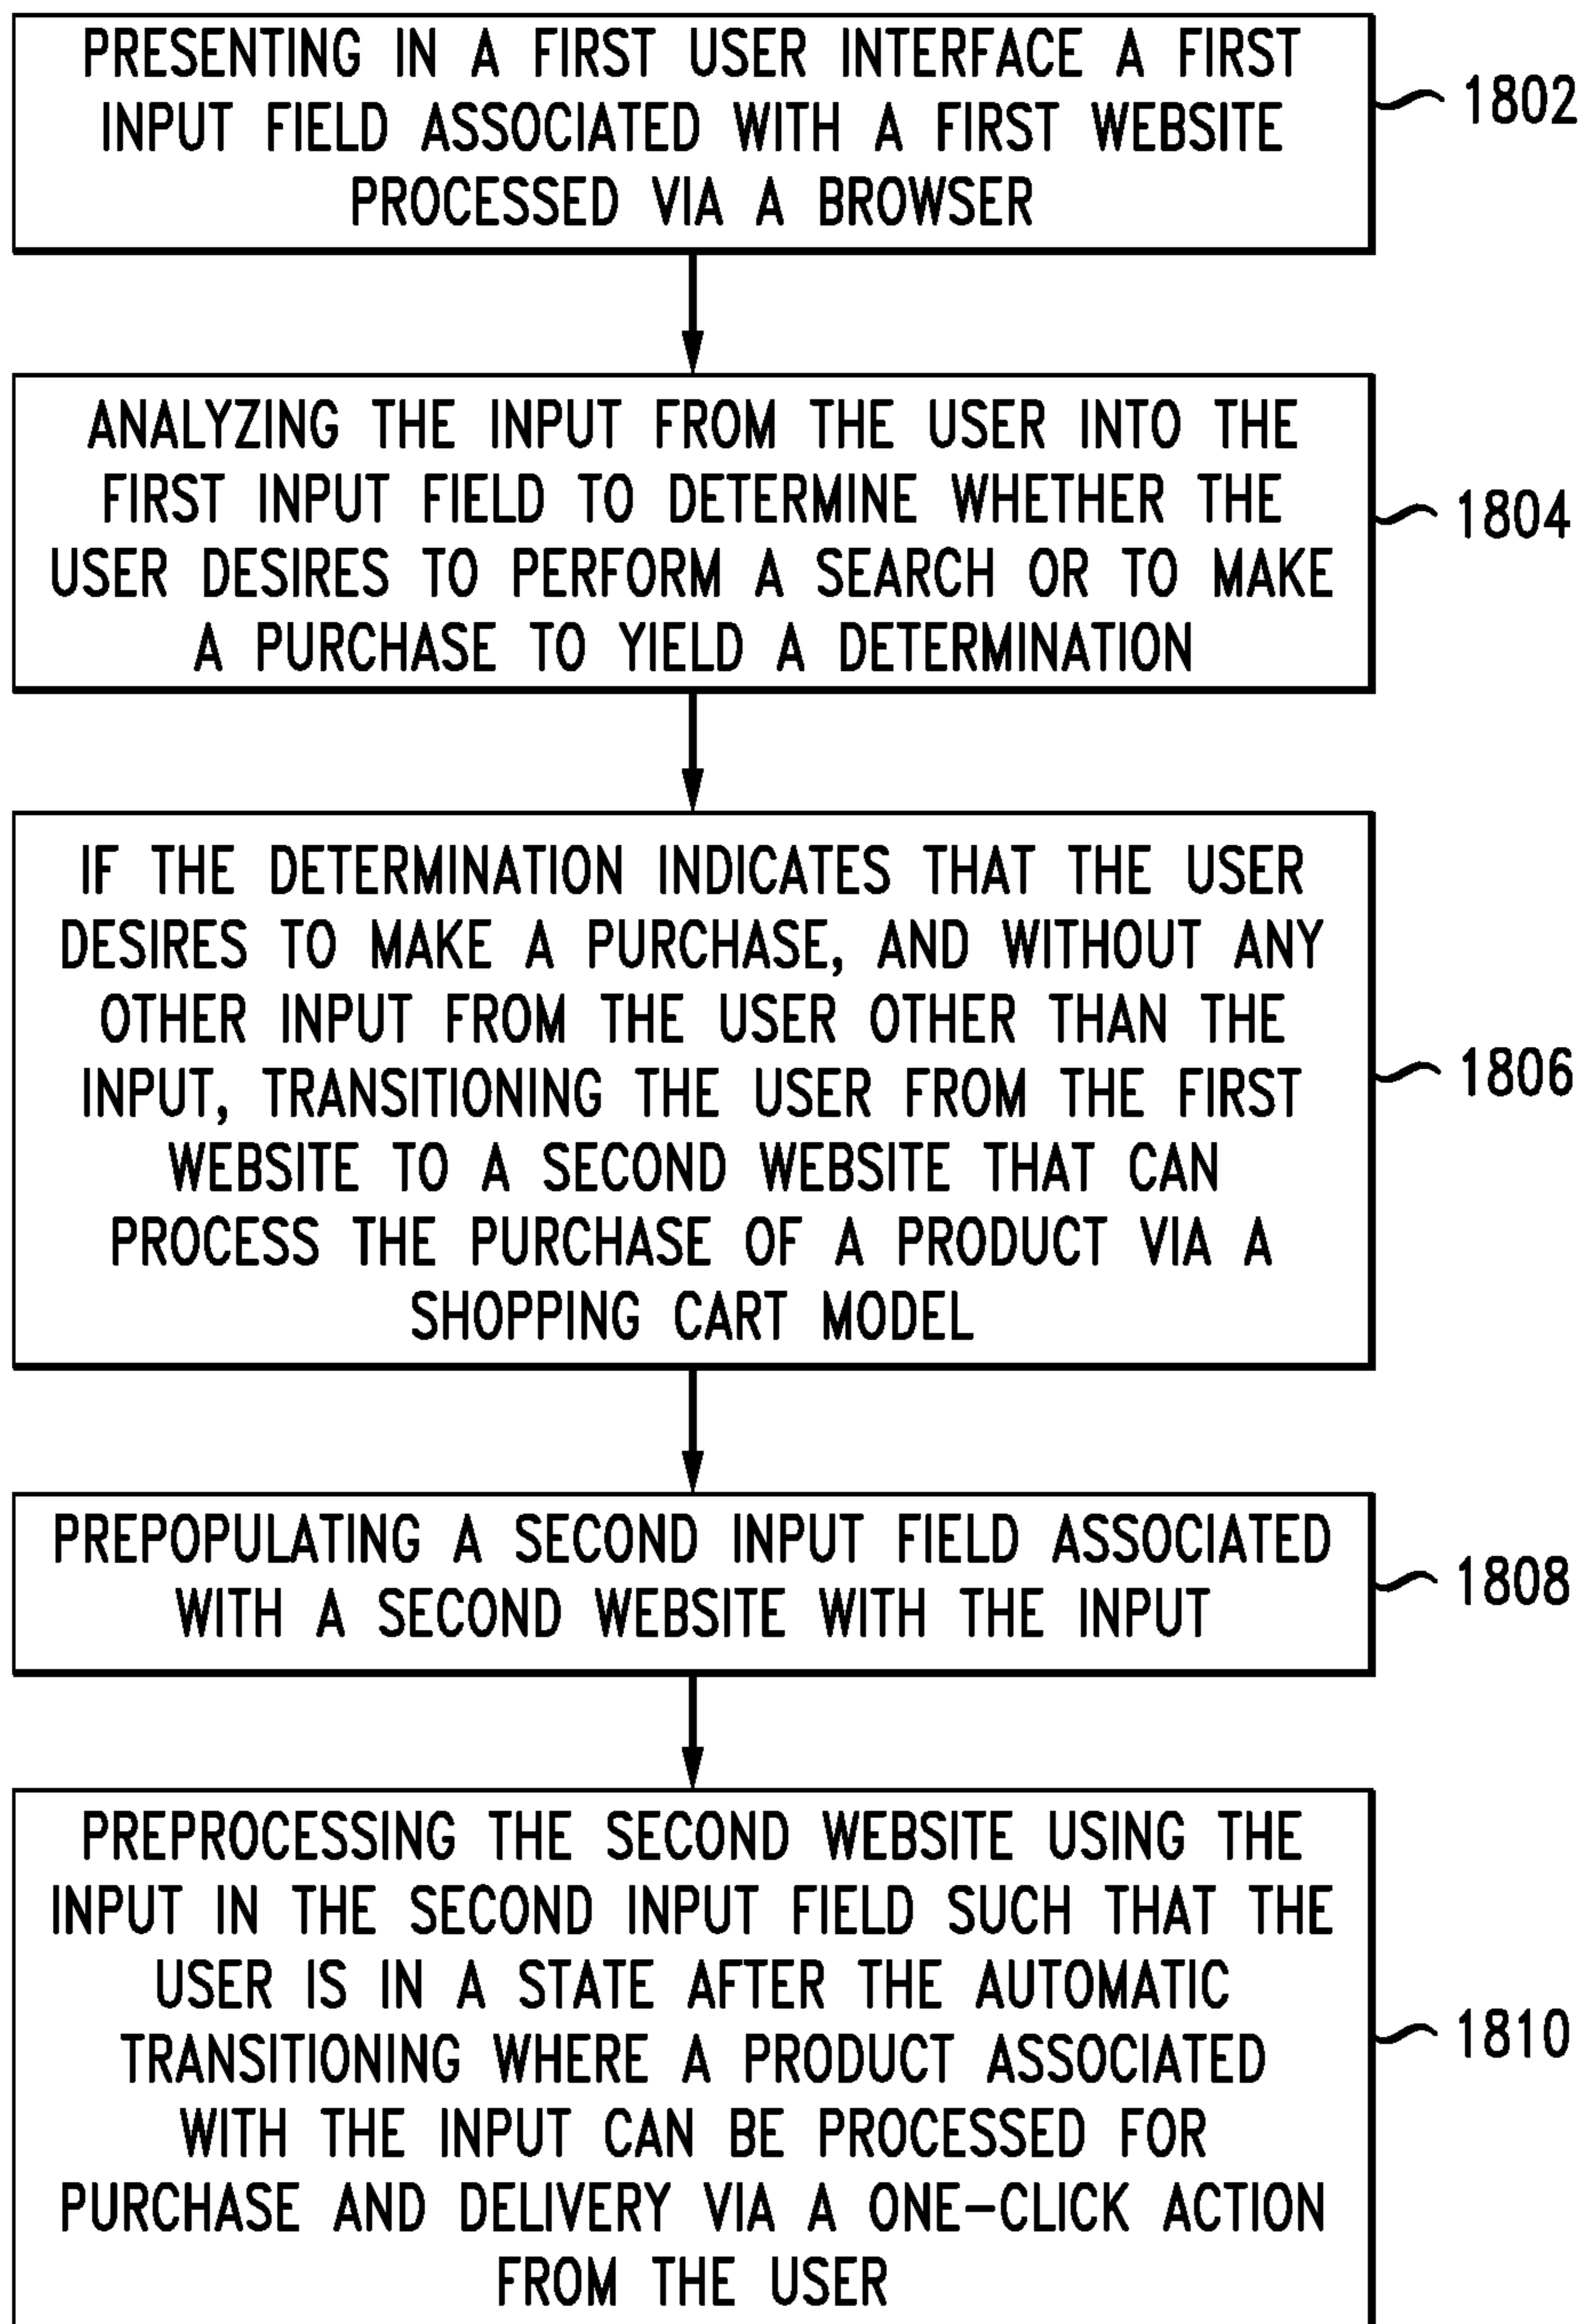 PRESENTING IN A FIRST USER INTERFACE A FIRST
INPUT FIELD ASSOCIATED WITH A FIRST WEBSITE
PROCESSED VIA A BROWSER
1802
ANALYZING THE INPUT FROM THE USER INTO THE
FIRST INPUT FIELD TO DETERMINE WHETHER THE
USER DESIRES TO PERFORM A SEARCH OR TO MAKE
A PURCHASE TO YIELD A DETERMINATION
1804
IF THE DETERMINATION INDICATES THAT THE USER
DESIRES TO MAKE A PURCHASE, AND WITHOUT ANY
OTHER INPUT FROM THE USER OTHER THAN THE
INPUT, TRANSITIONING THE USER FROM THE FIRST
WEBSITE TO A SECOND WEBSITE THAT CAN
PROCESS THE PURCHASE OF A PRODUCT VIA A
SHOPPING CART MODEL
1806
PREPOPULATING A SECOND INPUT FIELD ASSOCIATED
WITH A SECOND WEBSITE WITH THE INPUT
1808
PREPROCESSING THE SECOND WEBSITE USING THE
INPUT IN THE SECOND INPUT FIELD SUCH THAT THE
USER IS IN A STATE AFTER THE AUTOMATIC
TRANSITIONING WHERE A PRODUCT ASSOCIATED
WITH THE INPUT CAN BE PROCESSED FOR
PURCHASE AND DELIVERY VIA A ONE-CLICK ACTION
FROM THE USER
1810